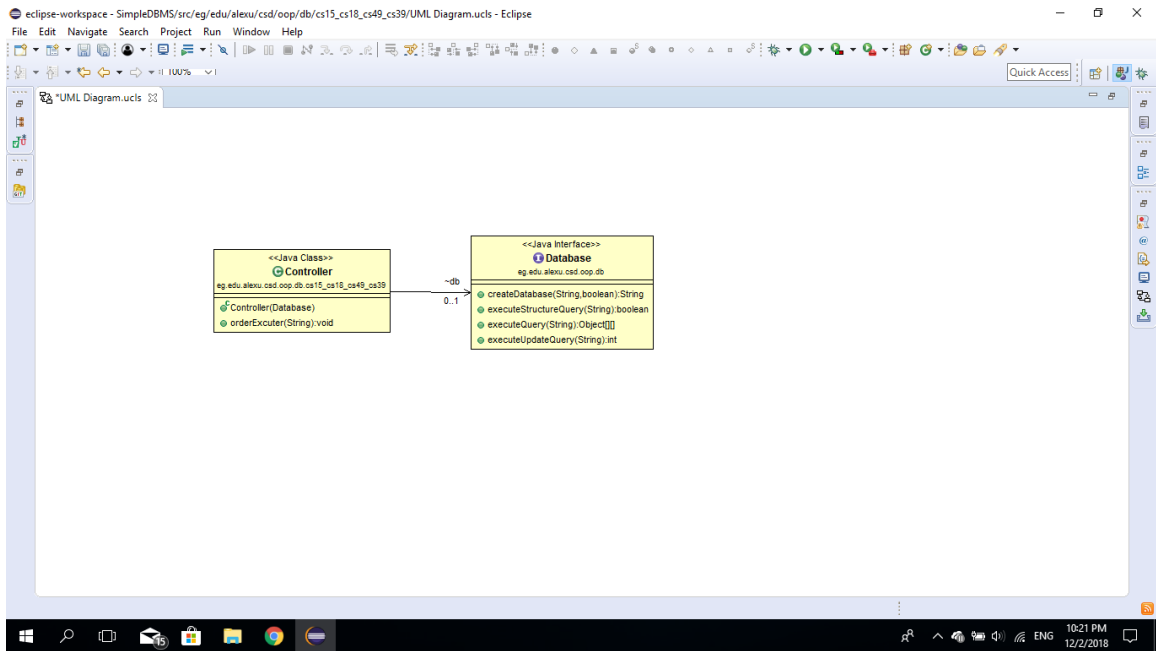 eclipse-workspace - SimpleDBMS/src/eg/edu/alexu/csd/oop/db/cs15_cs18_cs49_cs39/UML Diagram.ucls - Eclipse
File Edit Navigate Search Project Run Window Help
100%
Quick Access
*UML Diagram.ucls
<<Java Class>>
Controller
eg.edu.alexu.csd.oop.db.cs15_cs18_cs49_cs39
Controller(Database)
orderExcuter(String):void
~db
0..1
<<Java Interface>>
Database
eg.edu.alexu.csd.oop.db
createDatabase(String,boolean):String
executeStructureQuery(String):boolean
executeQuery(String):Object[][]
executeUpdateQuery(String):int
15
ENG
10:21 PM
12/2/2018